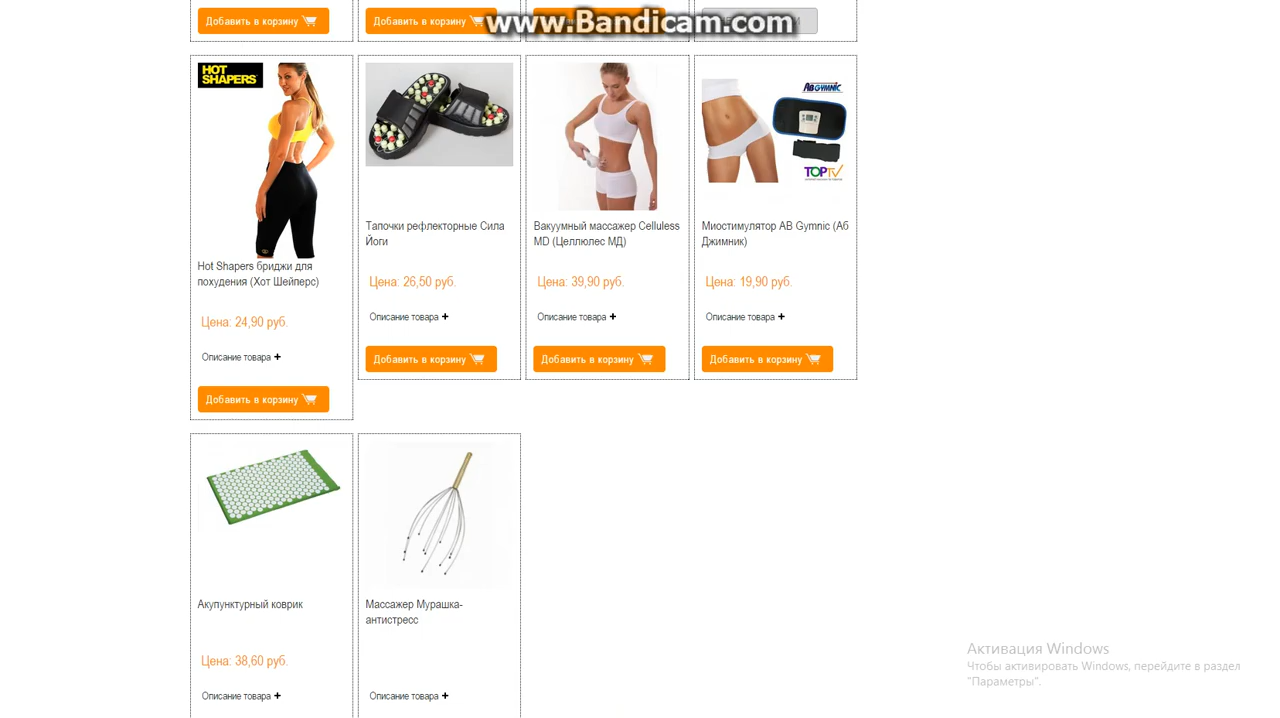 Добавить в корзину
Добавить в корзину
www.Bandicam.com
HOT
SHAPERS
ABGYMNIC
TOPTV
Hot Shapers бриджи для
похудения (Хот Шейперс)
Цена: 24,90 руб.
Описание товара +
Добавить в корзину
Тапочки рефлекторные Сила
Йоги
Цена: 26,50 руб.
Описание товара +
Добавить в корзину
Вакуумный массажер Celluless
MD (Целлюлес МД)
Цена: 39,90 руб.
Описание товара +
Добавить в корзину
Миостимулятор AB Gymnic (Аб
Джимник)
Цена: 19,90 руб.
Описание товара +
Добавить в корзину
Акупунктурный коврик
Цена: 38,60 руб.
Описание товара +
Массажер Мурашка-
антистресс
Описание товара +
Активация Windows
Чтобы активировать Windows, перейдите в раздел
"Параметры".